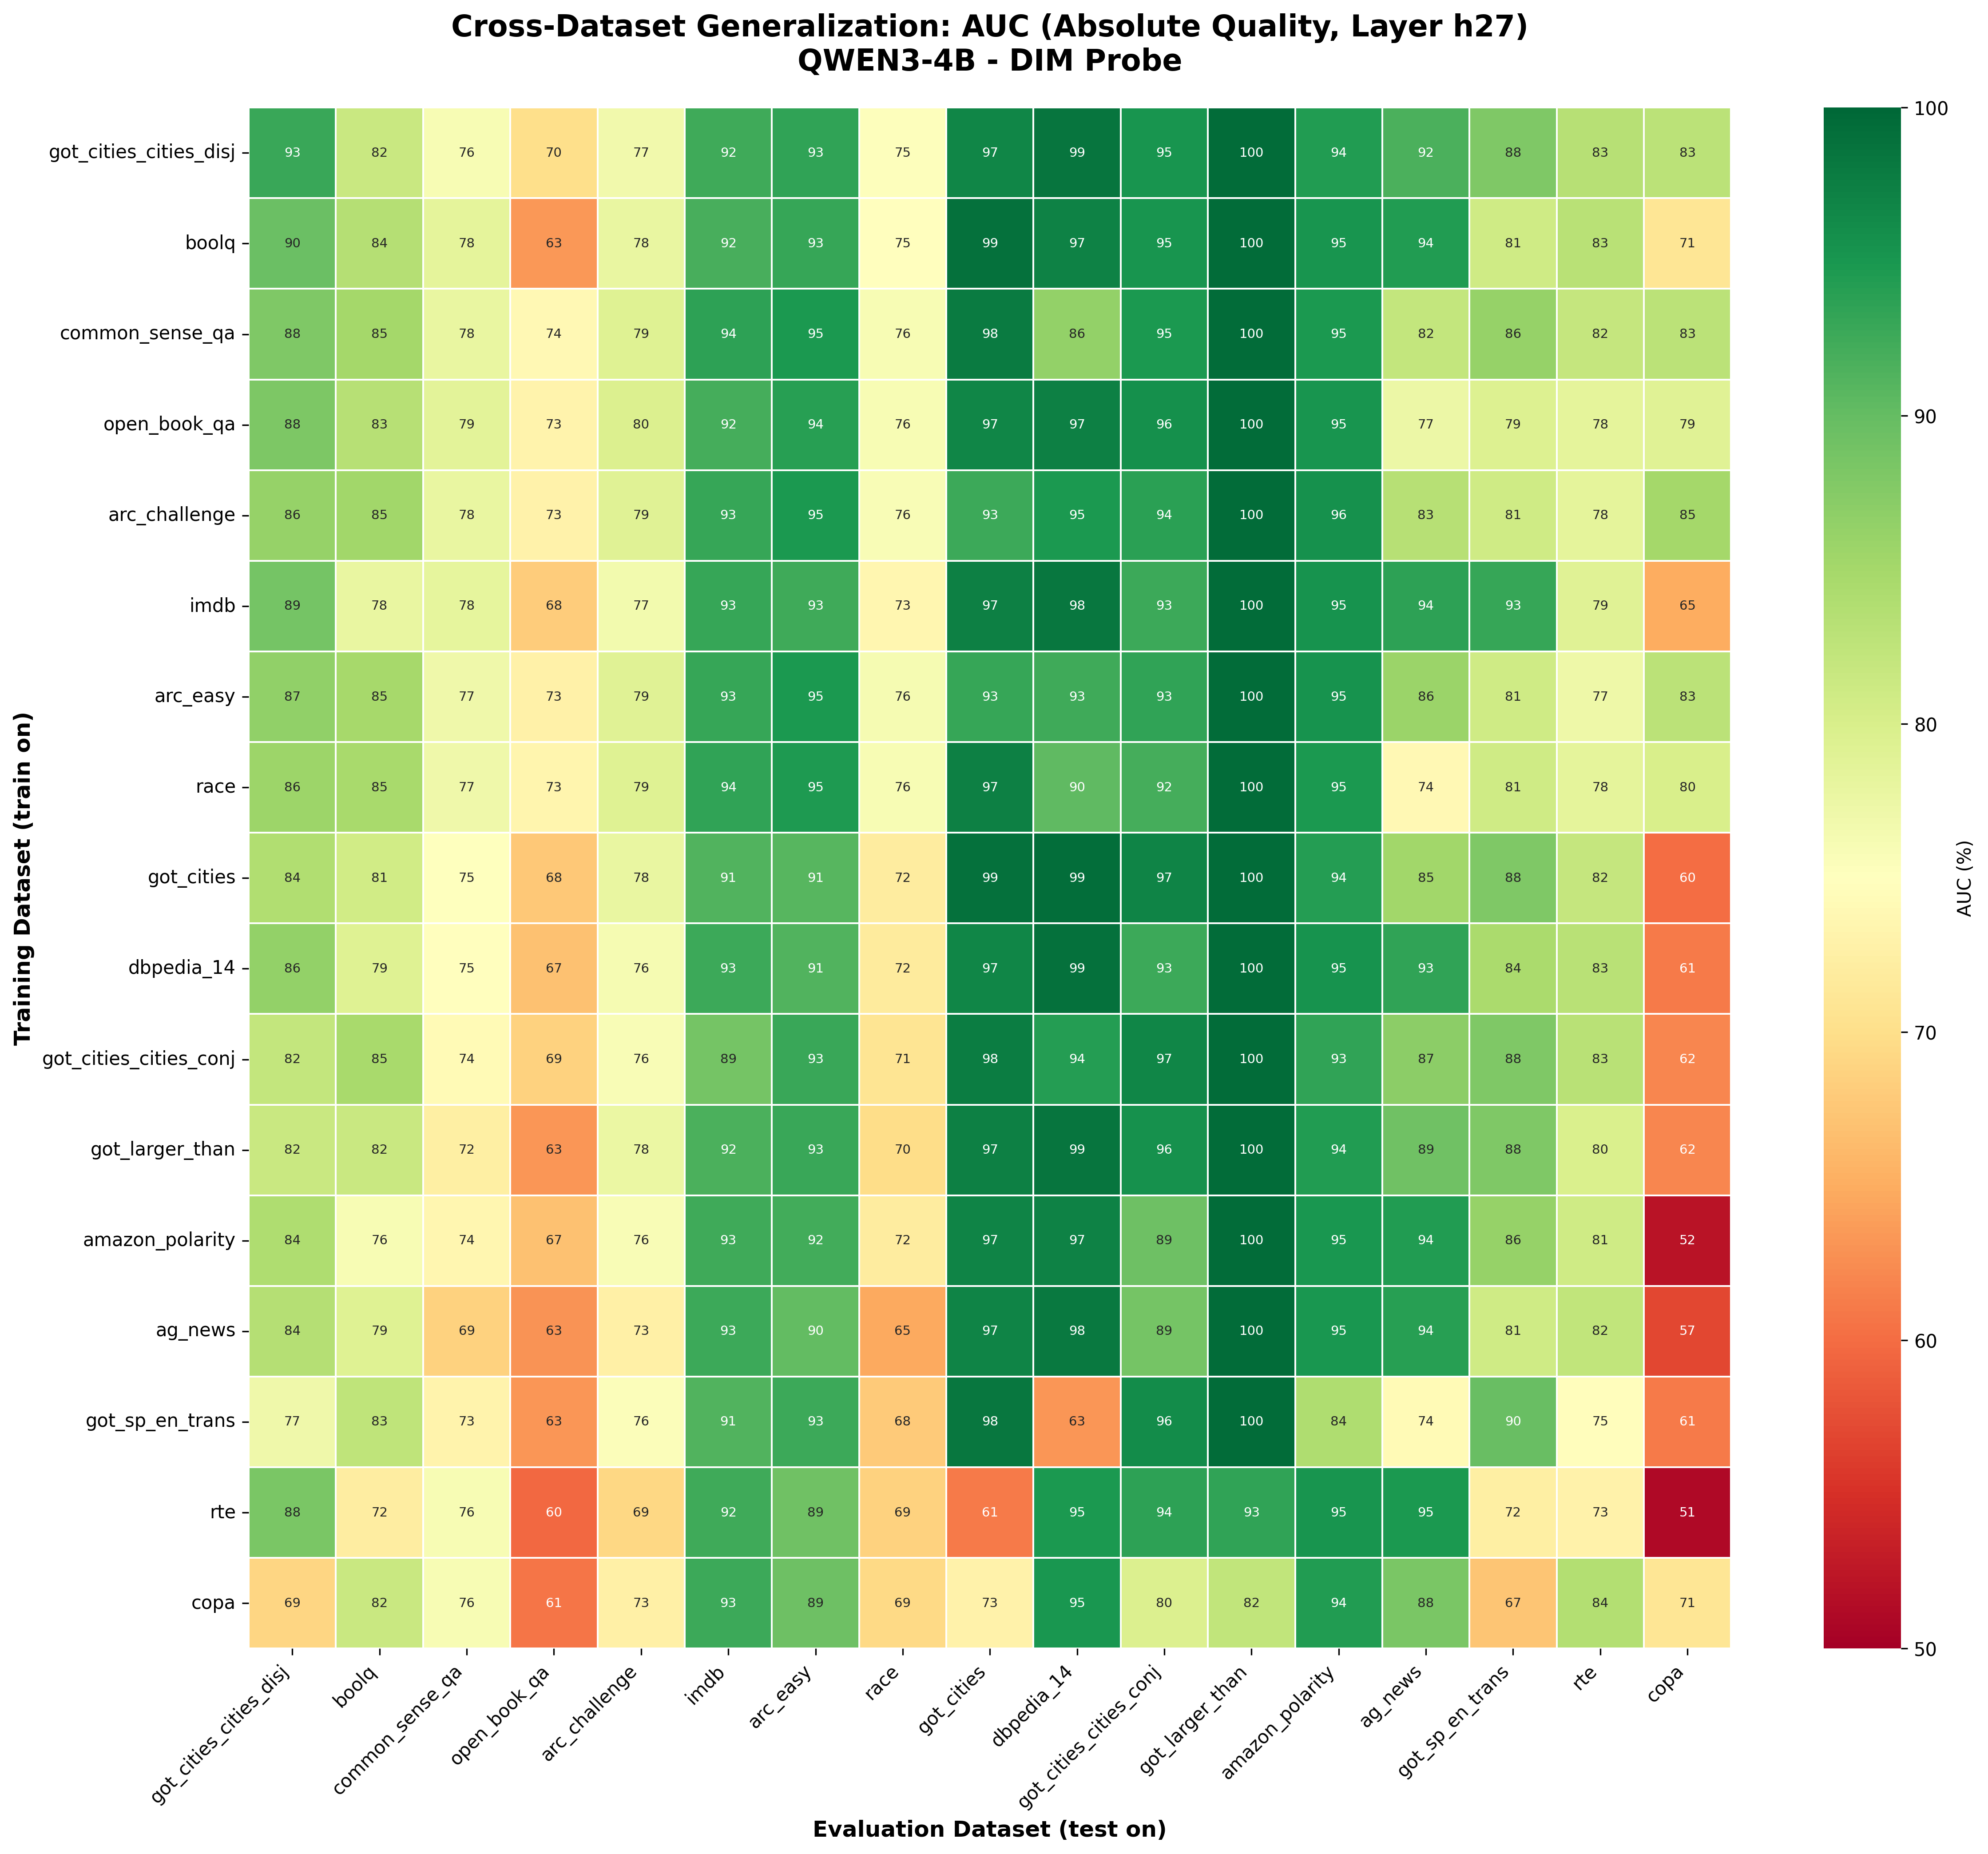 Cross-Dataset Generalization: AUC (Absolute Quality, Layer h27)
QWEN3-4B - DIM Probe
Training Dataset (train on)
got_cities_cities_disj 93 82 76 70 77 92 93 75 97 99 95 100 94 92 88 83 83
boolq 90 84 78 63 78 92 93 75 99 97 95 100 95 94 81 83 71
common_sense_qa 88 85 78 74 79 94 95 76 98 86 95 100 95 82 86 82 83
open_book_qa 88 83 79 73 80 92 94 76 97 97 96 100 95 77 79 78 79
arc_challenge 86 85 78 73 79 93 95 76 93 95 94 100 96 83 81 78 85
imdb 89 78 78 68 77 93 93 73 97 98 93 100 95 94 93 79 65
arc_easy 87 85 77 73 79 93 95 76 93 93 93 100 95 86 81 77 83
race 86 85 77 73 79 94 95 76 97 90 92 100 95 74 81 78 80
got_cities 84 81 75 68 78 91 91 72 99 99 97 100 94 85 88 82 60
dbpedia_14 86 79 75 67 76 93 91 72 97 99 93 100 95 93 84 83 61
got_cities_cities_conj 82 85 74 69 76 89 93 71 98 94 97 100 93 87 88 83 62
got_larger_than 82 82 72 63 78 92 93 70 97 99 96 100 94 89 88 80 62
amazon_polarity 84 76 74 67 76 93 92 72 97 97 89 100 95 94 86 81 52
ag_news 84 79 69 63 73 93 90 65 97 98 89 100 95 94 81 82 57
got_sp_en_trans 77 83 73 63 76 91 93 68 98 63 96 100 84 74 90 75 61
rte 88 72 76 60 69 92 89 69 61 95 94 93 95 95 72 73 51
copa 69 82 76 61 73 93 89 69 73 95 80 82 94 88 67 84 71
got_cities_cities_disj
boolq
common_sense_qa
open_book_qa
arc_challenge
imdb
arc_easy
race
got_cities
dbpedia_14
got_cities_cities_conj
got_larger_than
amazon_polarity
ag_news
got_sp_en_trans
rte
copa
Evaluation Dataset (test on)
100
90
80
70
60
50
AUC (%)